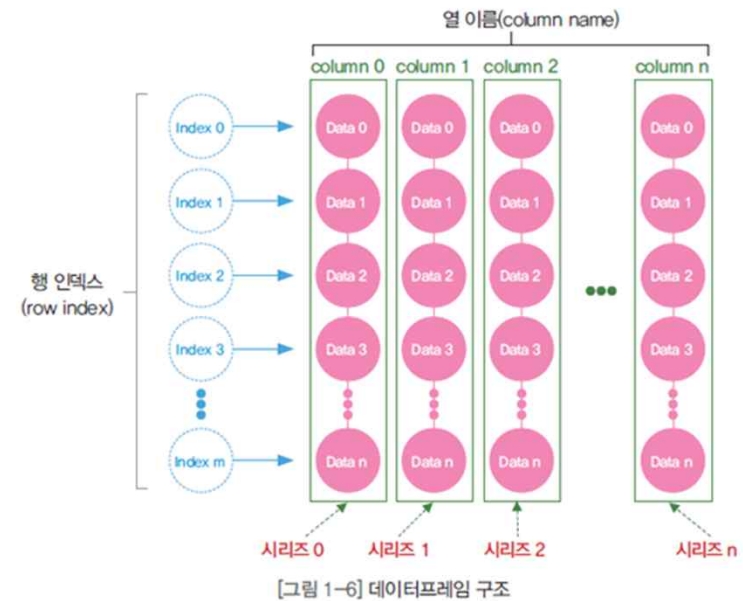 열 이름(column name)
column 0 column 1 column 2 column n
Index 0 Data 0 Data 0 Data 0 Data 0
Index 1 Data 1 Data 1 Data 1 Data 1
행 인덱스
(row index)
Index 2 Data 2 Data 2 Data 2 Data 2
Index 3 Data 3 Data 3 Data 3 Data 3
Index m Data n Data n Data n Data n
시리즈 0 시리즈 1 시리즈 2 시리즈 n
[그림 1-6] 데이터프레임 구조